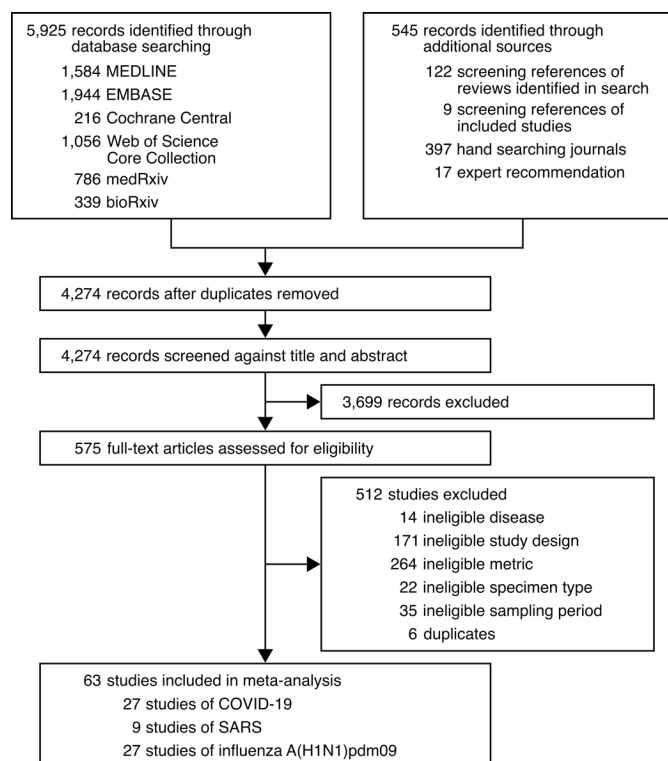 5,925 records identified through
database searching
1,584 MEDLINE
1,944 EMBASE
216 Cochrane Central
1,056 Web of Science
Core Collection
786 medRxiv
339 bioRxiv
545 records identified through
additional sources
122 screening references of
reviews identified in search
9 screening references of
included studies
397 hand searching journals
17 expert recommendation
4,274 records after duplicates removed
4,274 records screened against title and abstract
3,699 records excluded
575 full-text articles assessed for eligibility
512 studies excluded
14 ineligible disease
171 ineligible study design
264 ineligible metric
22 ineligible specimen type
35 ineligible sampling period
6 duplicates
63 studies included in meta-analysis
27 studies of COVID-19
9 studies of SARS
27 studies of influenza A(H1N1)pdm09